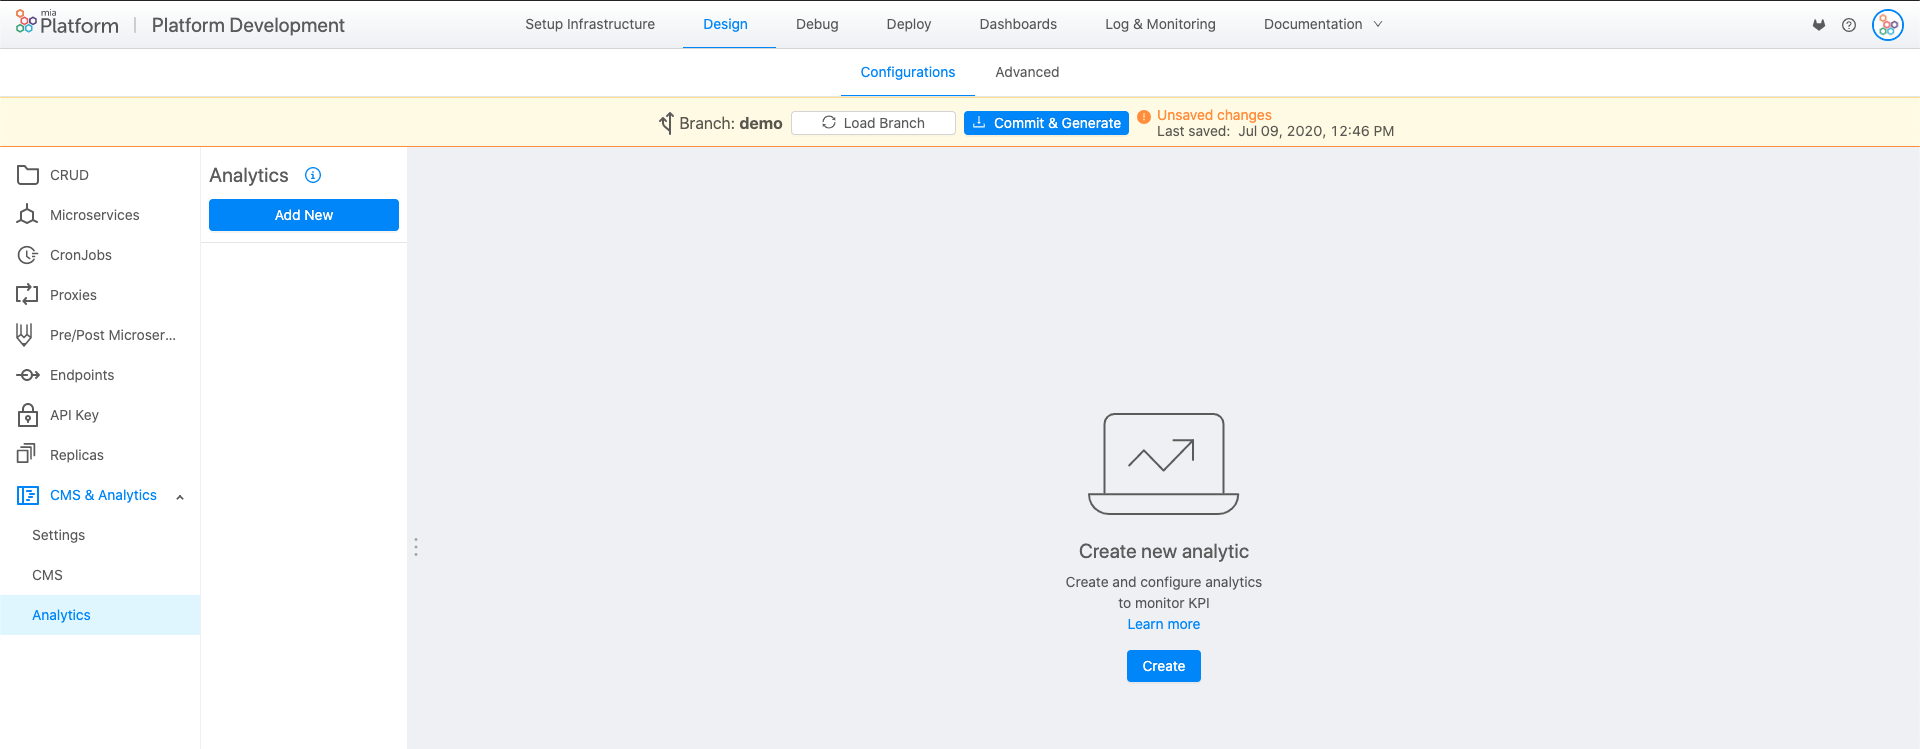 mia
Platform
Platform Development
Setup Infrastructure
Design
Debug
Deploy
Dashboards
Log & Monitoring
Documentation
Configurations
Advanced
Branch: demo
Load Branch
Commit & Generate
Unsaved changes
Last saved: Jul 09, 2020, 12:46 PM
CRUD
Microservices
CronJobs
Proxies
Pre/Post Microser...
Endpoints
API Key
Replicas
CMS & Analytics
Settings
CMS
Analytics
Analytics
Add New
Create new analytic
Create and configure analytics
to monitor KPI
Learn more
Create